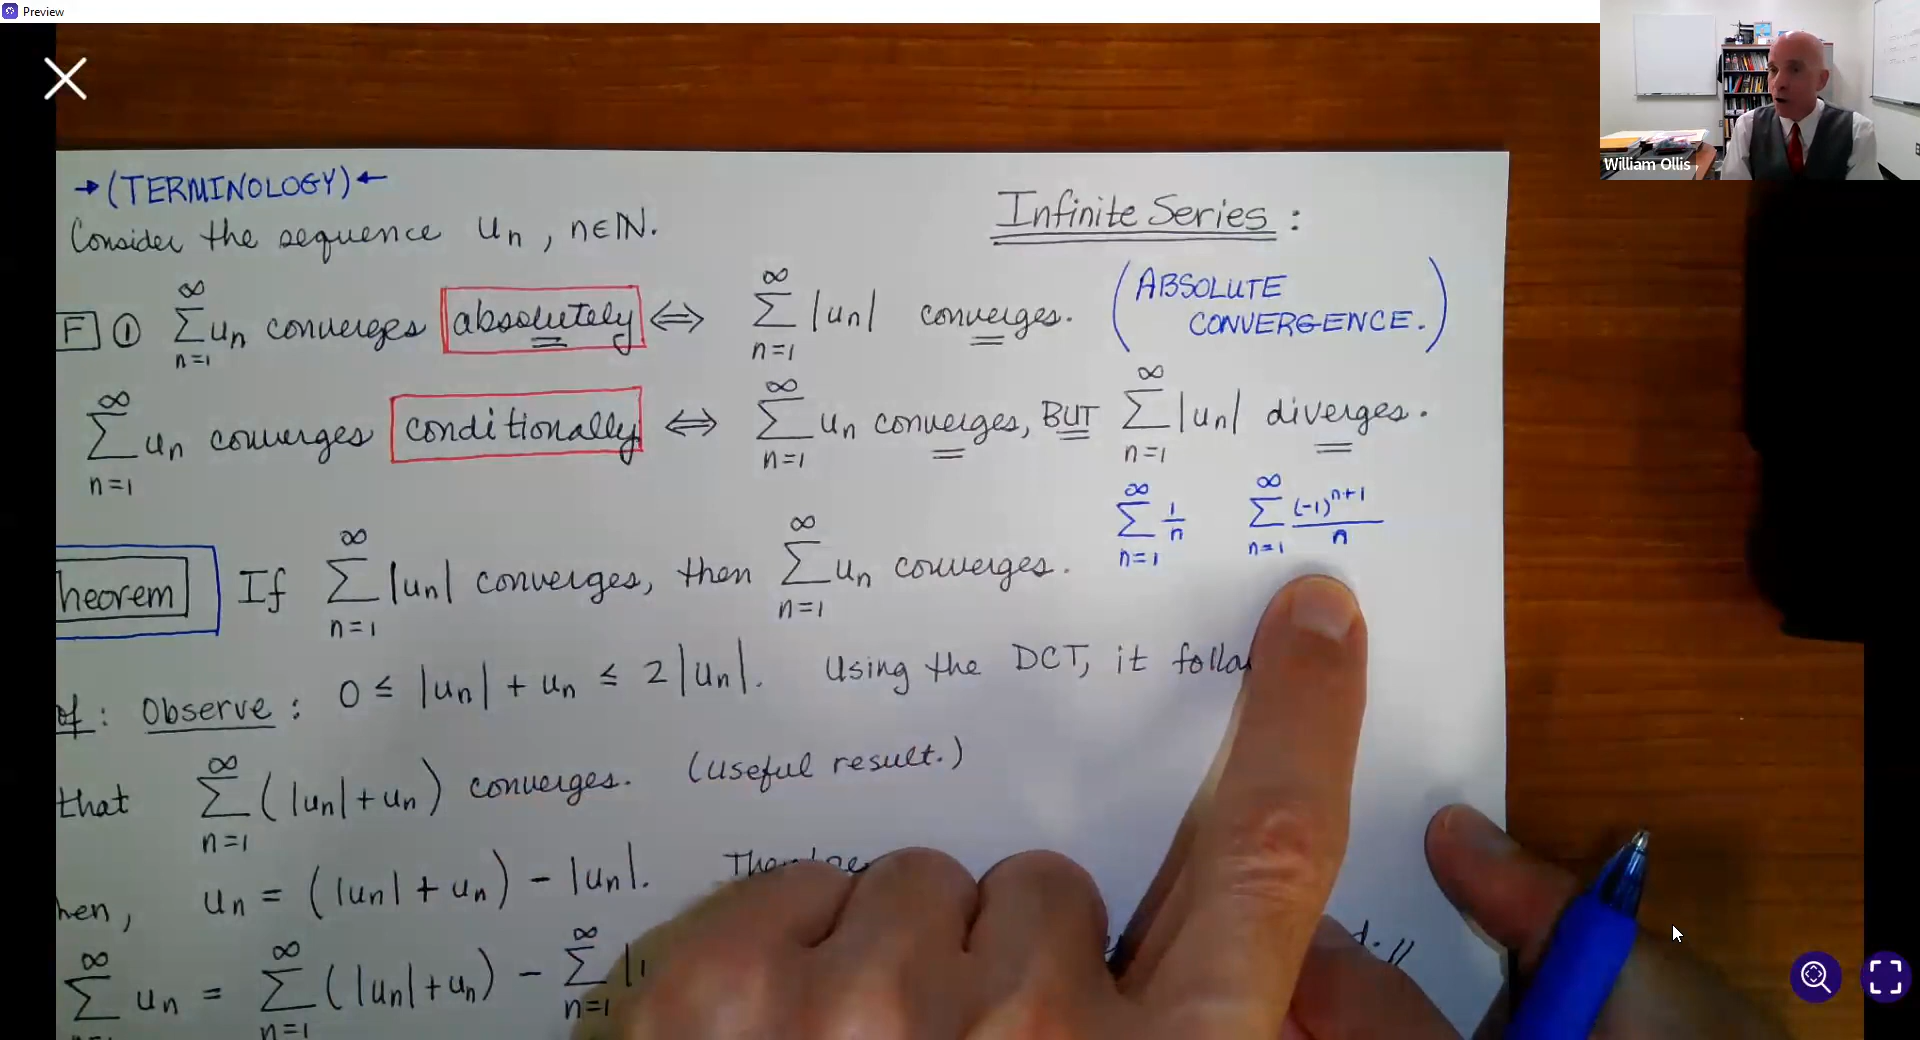 Preview
William Ollis
→(TERMINOLOGY)←
Infinite Series :
Consider the sequence uₙ , n∈ℕ.
(ABSOLUTE
CONVERGENCE.)
F ① ∞ Σ n=1 uₙ converges absolutely ⟺ ∞ Σ n=1 |uₙ| converges.
∞ Σ n=1 uₙ converges conditionally ⟺ ∞ Σ n=1 uₙ converges, BUT ∞ Σ n=1 |uₙ| diverges.
∞ Σ n=1 1/n ∞ Σ n=1 (-1)ⁿ⁺¹/n
heorem If ∞ Σ n=1 |uₙ| converges, then ∞ Σ n=1 uₙ converges.
of : Observe : 0 ≤ |uₙ| + uₙ ≤ 2|uₙ|. Using the DCT, it follo
that ∞ Σ n=1 (|uₙ| + uₙ) converges. (useful result.)
hen, uₙ = (|uₙ| + uₙ) - |uₙ|.
∞ Σ uₙ = ∞ Σ n=1 (|uₙ| + uₙ) - ∞ Σ n=1 |